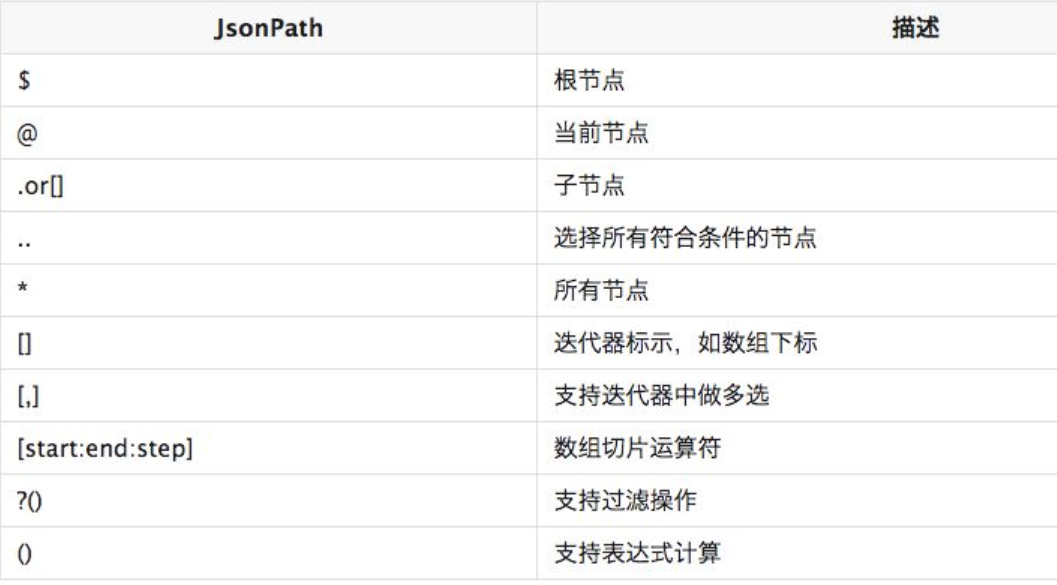 JsonPath 描述
$ 根节点
@ 当前节点
.or[] 子节点
.. 选择所有符合条件的节点
* 所有节点
[] 迭代器标示，如数组下标
[,] 支持迭代器中做多选
[start:end:step] 数组切片运算符
?() 支持过滤操作
() 支持表达式计算